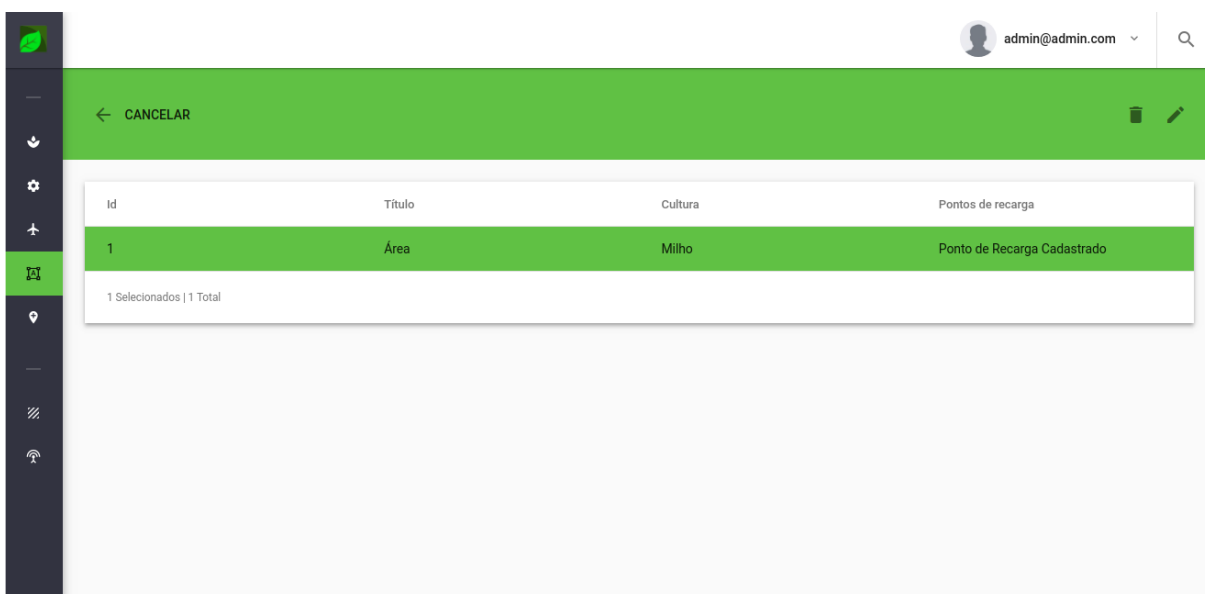 admin@admin.com
CANCELAR
Id Título Cultura Pontos de recarga
1 Área Milho Ponto de Recarga Cadastrado
1 Selecionados | 1 Total